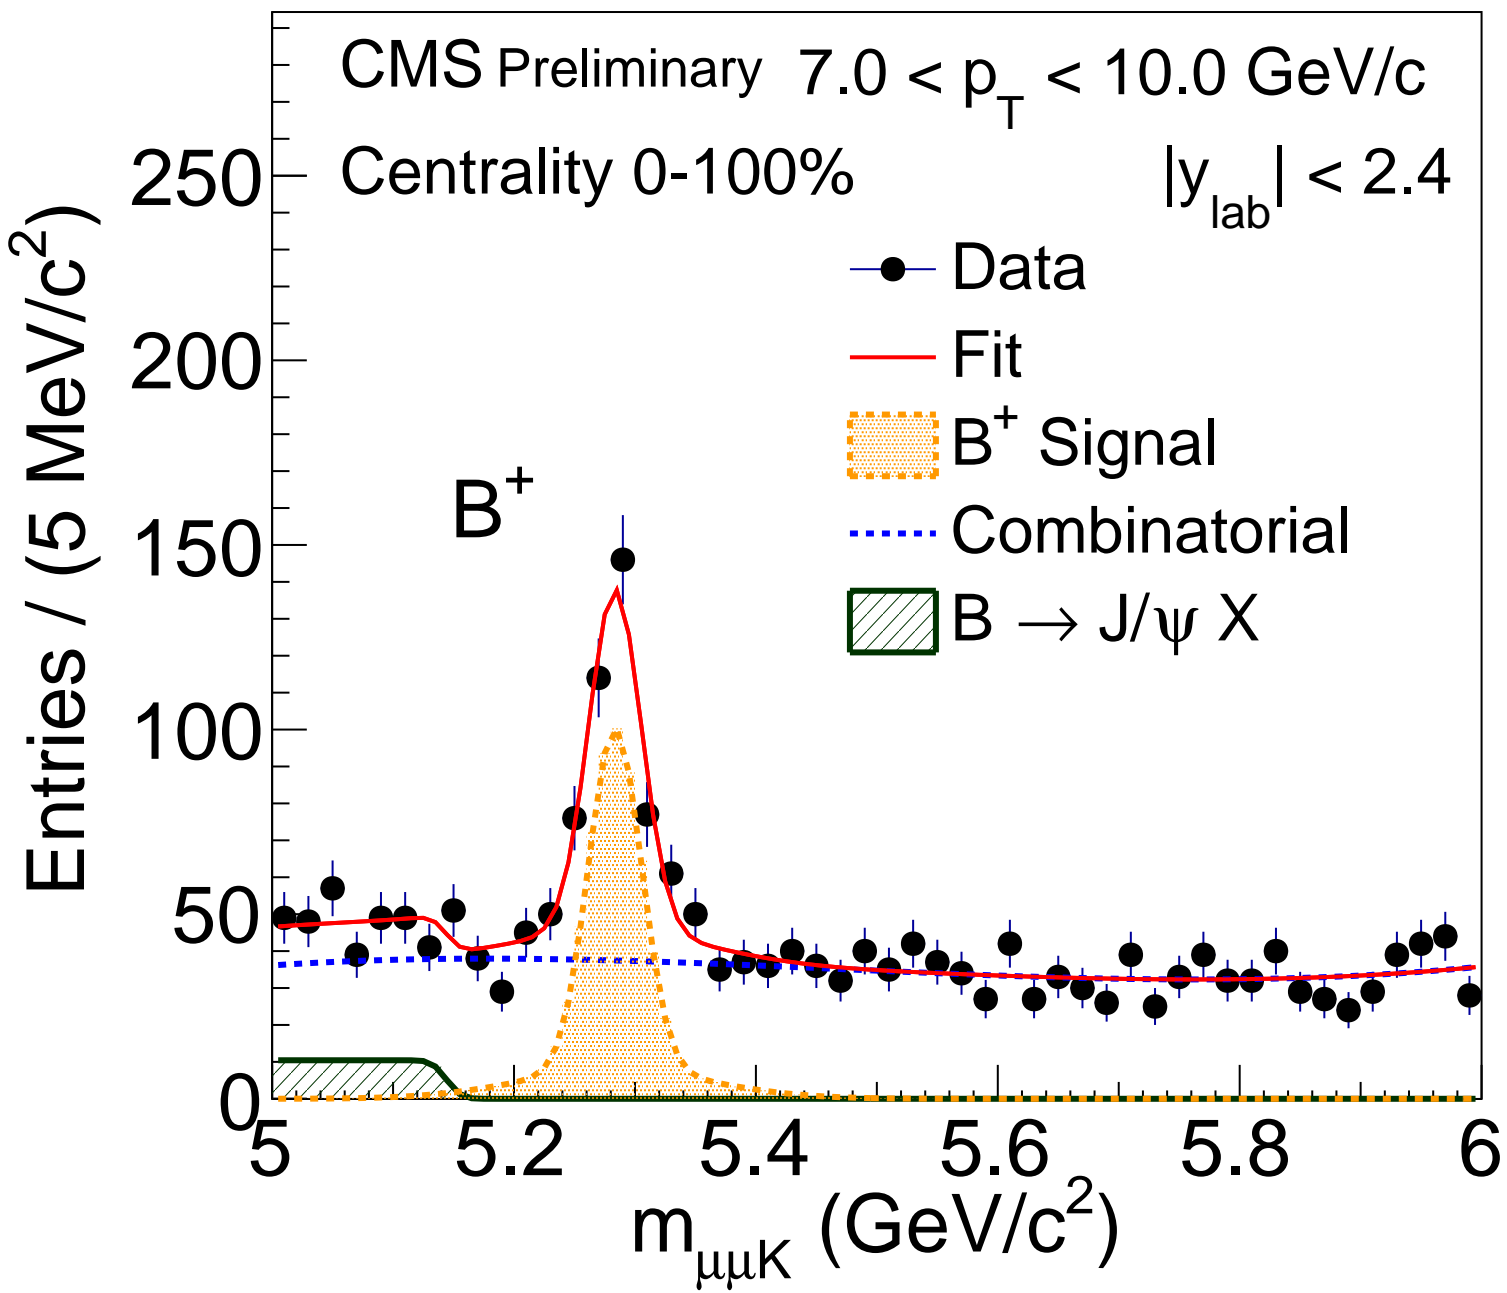 CMS Preliminary 7.0 < p_T < 10.0 GeV/c
Centrality 0-100% |y_lab| < 2.4
Data
Fit
B⁺ Signal
Combinatorial
B → J/ψ X
B⁺
Entries / (5 MeV/c²)
250
200
150
100
50
0
5 5.2 5.4 5.6 5.8 6
m_μμK (GeV/c²)